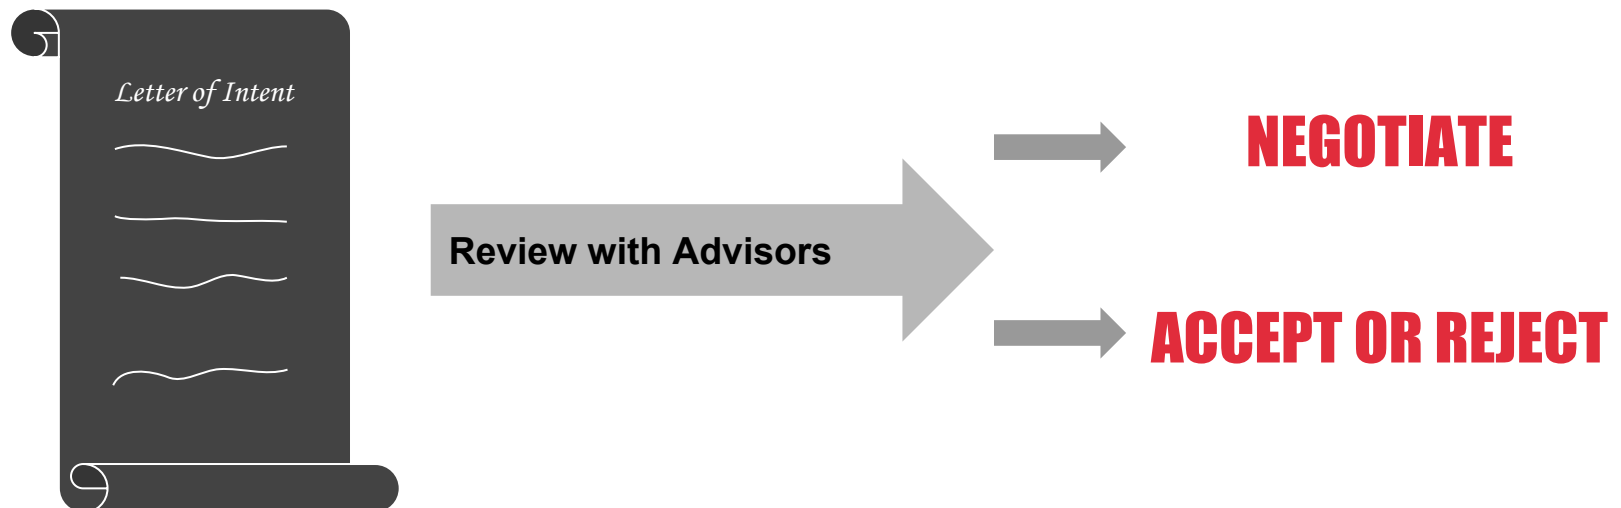 Letter of Intent
Review with Advisors
NEGOTIATE
ACCEPT OR REJECT